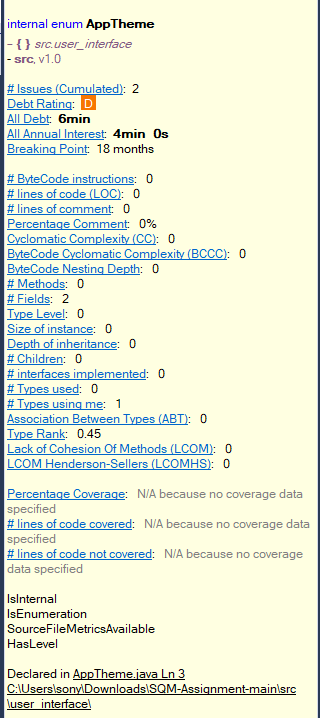 internal enum AppTheme
– { } src.user_interface
- src, v1.0
# Issues (Cumulated): 2
Debt Rating: D
All Debt: 6min
All Annual Interest: 4min 0s
Breaking Point: 18 months
# ByteCode instructions: 0
# lines of code (LOC): 0
# lines of comment: 0
Percentage Comment: 0%
Cyclomatic Complexity (CC): 0
ByteCode Cyclomatic Complexity (BCCC): 0
ByteCode Nesting Depth: 0
# Methods: 0
# Fields: 2
Type Level: 0
Size of instance: 0
Depth of inheritance: 0
# Children: 0
# interfaces implemented: 0
# Types used: 0
# Types using me: 1
Association Between Types (ABT): 0
Type Rank: 0.45
Lack of Cohesion Of Methods (LCOM): 0
LCOM Henderson-Sellers (LCOMHS): 0
Percentage Coverage: N/A because no coverage data
specified
# lines of code covered: N/A because no coverage data
specified
# lines of code not covered: N/A because no coverage
data specified
IsInternal
IsEnumeration
SourceFileMetricsAvailable
HasLevel
Declared in AppTheme.java Ln 3
C:\Users\sony\Downloads\SQM-Assignment-main\src
\user_interface\